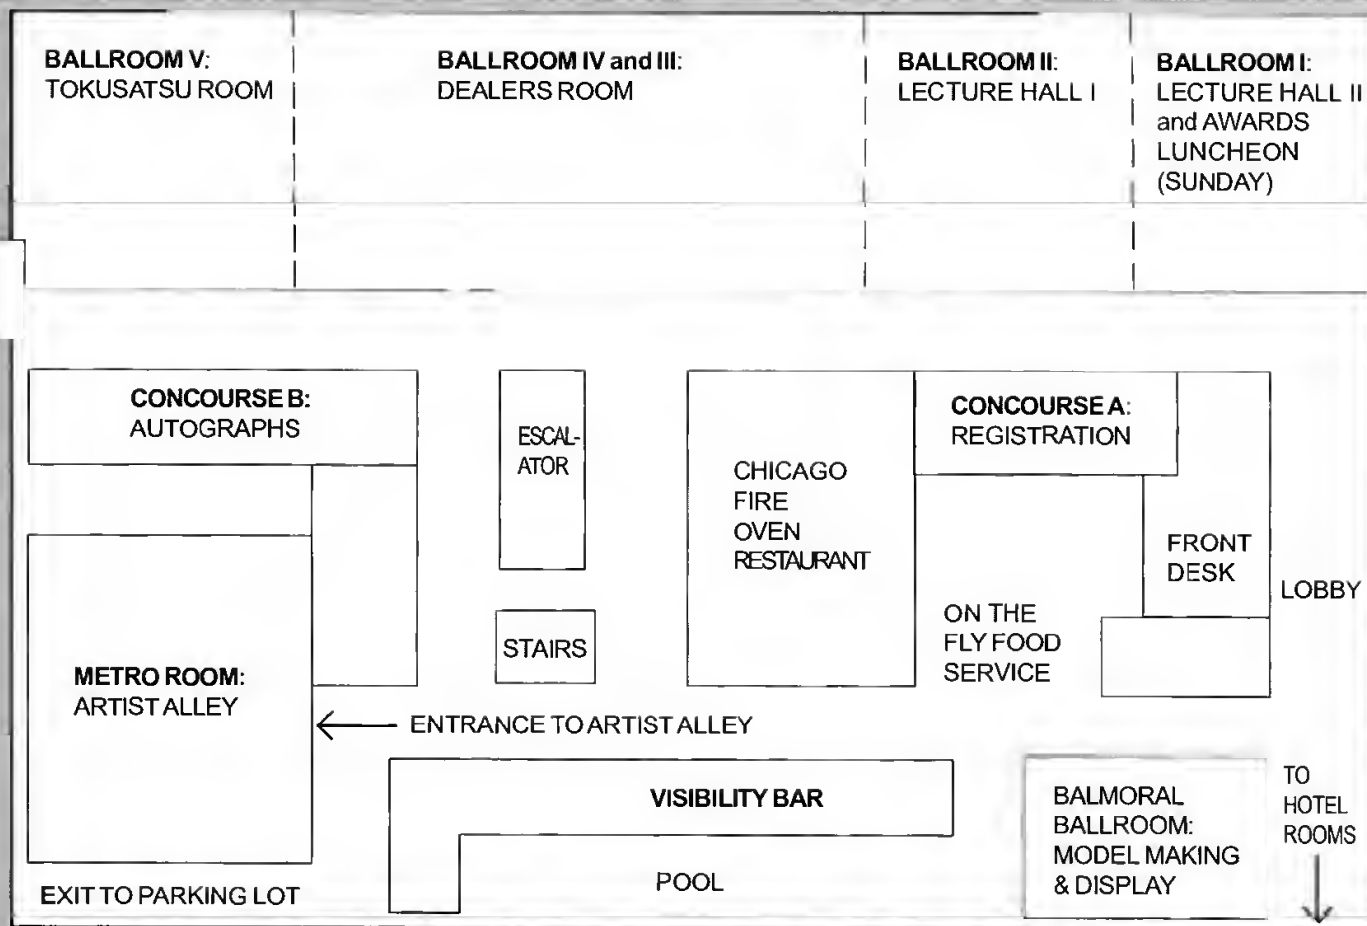 BALLROOM V:
TOKUSATSU ROOM
BALLROOM IV and III:
DEALERS ROOM
BALLROOM II:
LECTURE HALL I
BALLROOM I:
LECTURE HALL II
and AWARDS
LUNCHEON
(SUNDAY)
CONCOURSE B:
AUTOGRAPHS
ESCAL-
ATOR
CHICAGO
FIRE
OVEN
RESTAURANT
CONCOURSE A:
REGISTRATION
FRONT
DESK
LOBBY
ON THE
FLY FOOD
SERVICE
STAIRS
METRO ROOM:
ARTIST ALLEY
ENTRANCE TO ARTIST ALLEY
VISIBILITY BAR
POOL
BALMORAL
BALLROOM:
MODEL MAKING
& DISPLAY
TO
HOTEL
ROOMS
EXIT TO PARKING LOT